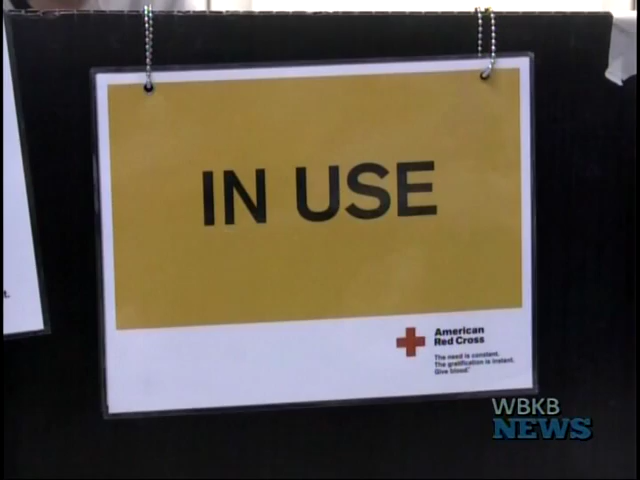 IN USE
American
Red Cross
The need is constant.
The gratification is instant.
Give blood.
t.
WBKB
NEWS